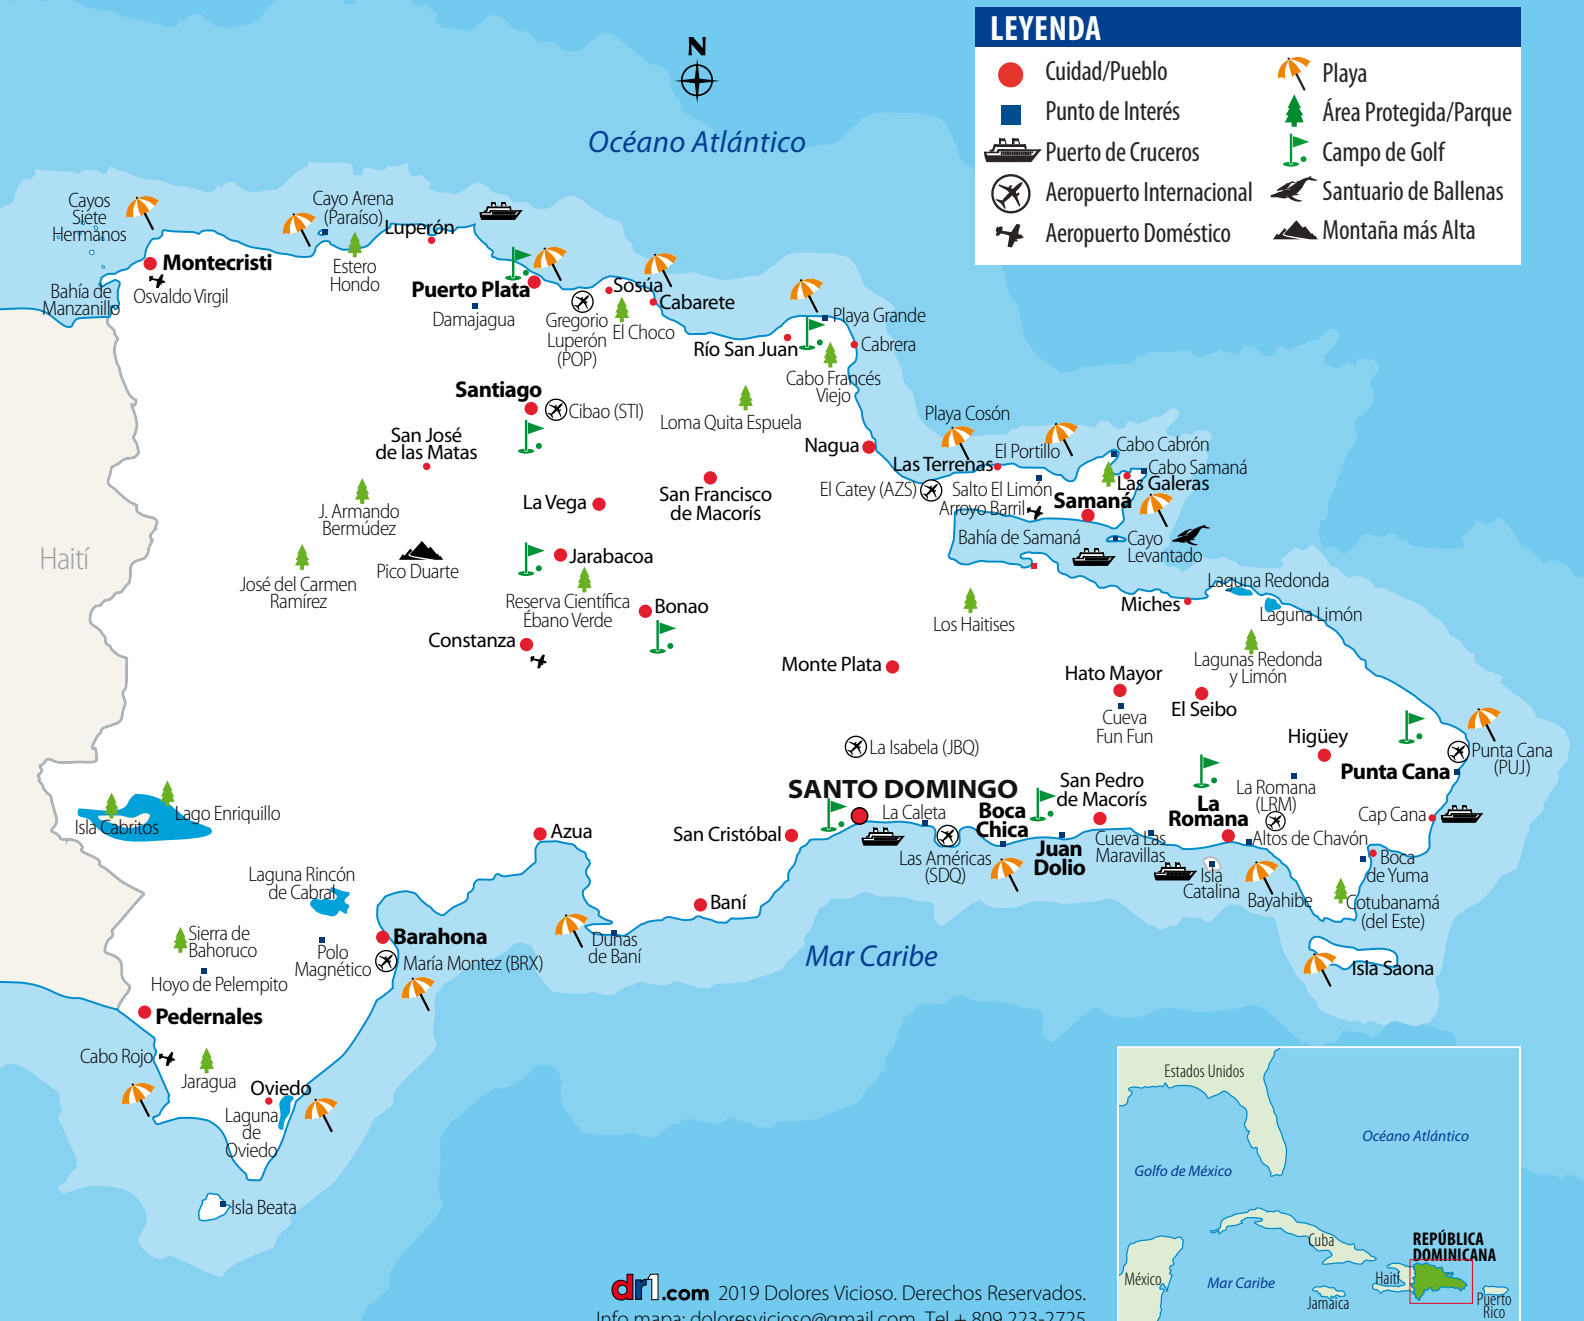 LEYENDA
Cuidad/Pueblo
Punto de Interés
Puerto de Cruceros
Aeropuerto Internacional
Aeropuerto Doméstico
Playa
Área Protegida/Parque
Campo de Golf
Santuario de Ballenas
Montaña más Alta
N
Océano Atlántico
Cayos
Siete
Hermanos
Cayo Arena
(Paraíso)
Luperón
Montecristi
Osvaldo Virgil
Bahía de
Manzanillo
Estero
Hondo
Puerto Plata
Damajagua
Sosúa
Cabarete
Gregorio
Luperón
(POP)
El Choco
Playa Grande
Río San Juan
Cabrera
Cabo Francés
Viejo
Santiago
Cibao (STI)
Loma Quita Espuela
San José
de las Matas
Nagua
Playa Cosón
Las Terrenas
El Portillo
Cabo Cabrón
Cabo Samaná
Las Galeras
El Catey (AZS)
Salto El Limón
Arroyo Barril
Samaná
Bahía de Samaná
Cayo
Levantado
J. Armando
Bermúdez
La Vega
San Francisco
de Macorís
Haití
Pico Duarte
Jarabacoa
José del Carmen
Ramírez
Reserva Científica
Ébano Verde
Bonao
Constanza
Los Haitises
Miches
Laguna Redonda
Laguna Limón
Lagunas Redonda
y Limón
Monte Plata
Hato Mayor
Cueva
Fun Fun
El Seibo
Higüey
Punta Cana
Punta Cana
(PUJ)
La Isabela (JBQ)
SANTO DOMINGO
La Caleta
Boca
Chica
San Pedro
de Macorís
La
Romana
La Romana
(LRM)
Cap Cana
Altos de Chavón
Boca
de Yuma
Las Américas
(SDQ)
Juan
Dolio
Cueva Las
Maravillas
Isla
Catalina
Bayahibe
Cotubanamá
(del Este)
Isla Saona
Isla Cabritos
Lago Enriquillo
Azua
San Cristóbal
Baní
Dunas
de Baní
Laguna Rincón
de Cabral
Sierra de
Bahoruco
Hoyo de Pelempito
Polo
Magnético
Barahona
María Montez (BRX)
Mar Caribe
Pedernales
Cabo Rojo
Jaragua
Oviedo
Laguna
de
Oviedo
Isla Beata
Estados Unidos
Océano Atlántico
Golfo de México
Cuba
México
Mar Caribe
Jamaica
Haití
REPÚBLICA
DOMINICANA
Puerto
Rico
dr1.com 2019 Dolores Vicioso. Derechos Reservados.
Info mapa: doloresvicioso@gmail.com Tel + 809 223-2725